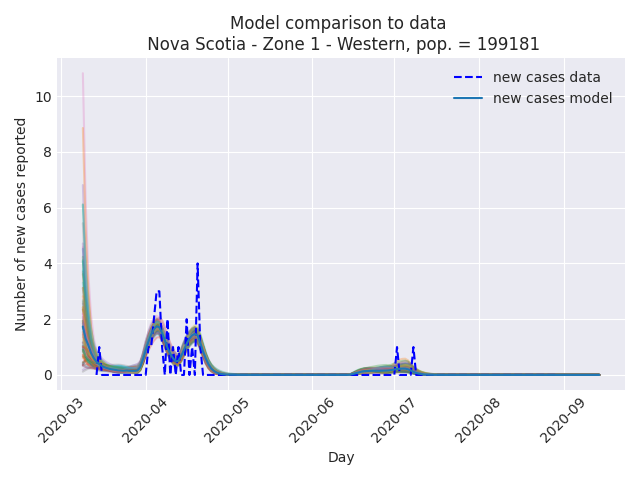 Model comparison to data
Nova Scotia - Zone 1 - Western, pop. = 199181
new cases data
new cases model
Number of new cases reported
10
8
6
4
2
0
2020-03
2020-04
2020-05
2020-06
2020-07
2020-08
2020-09
Day